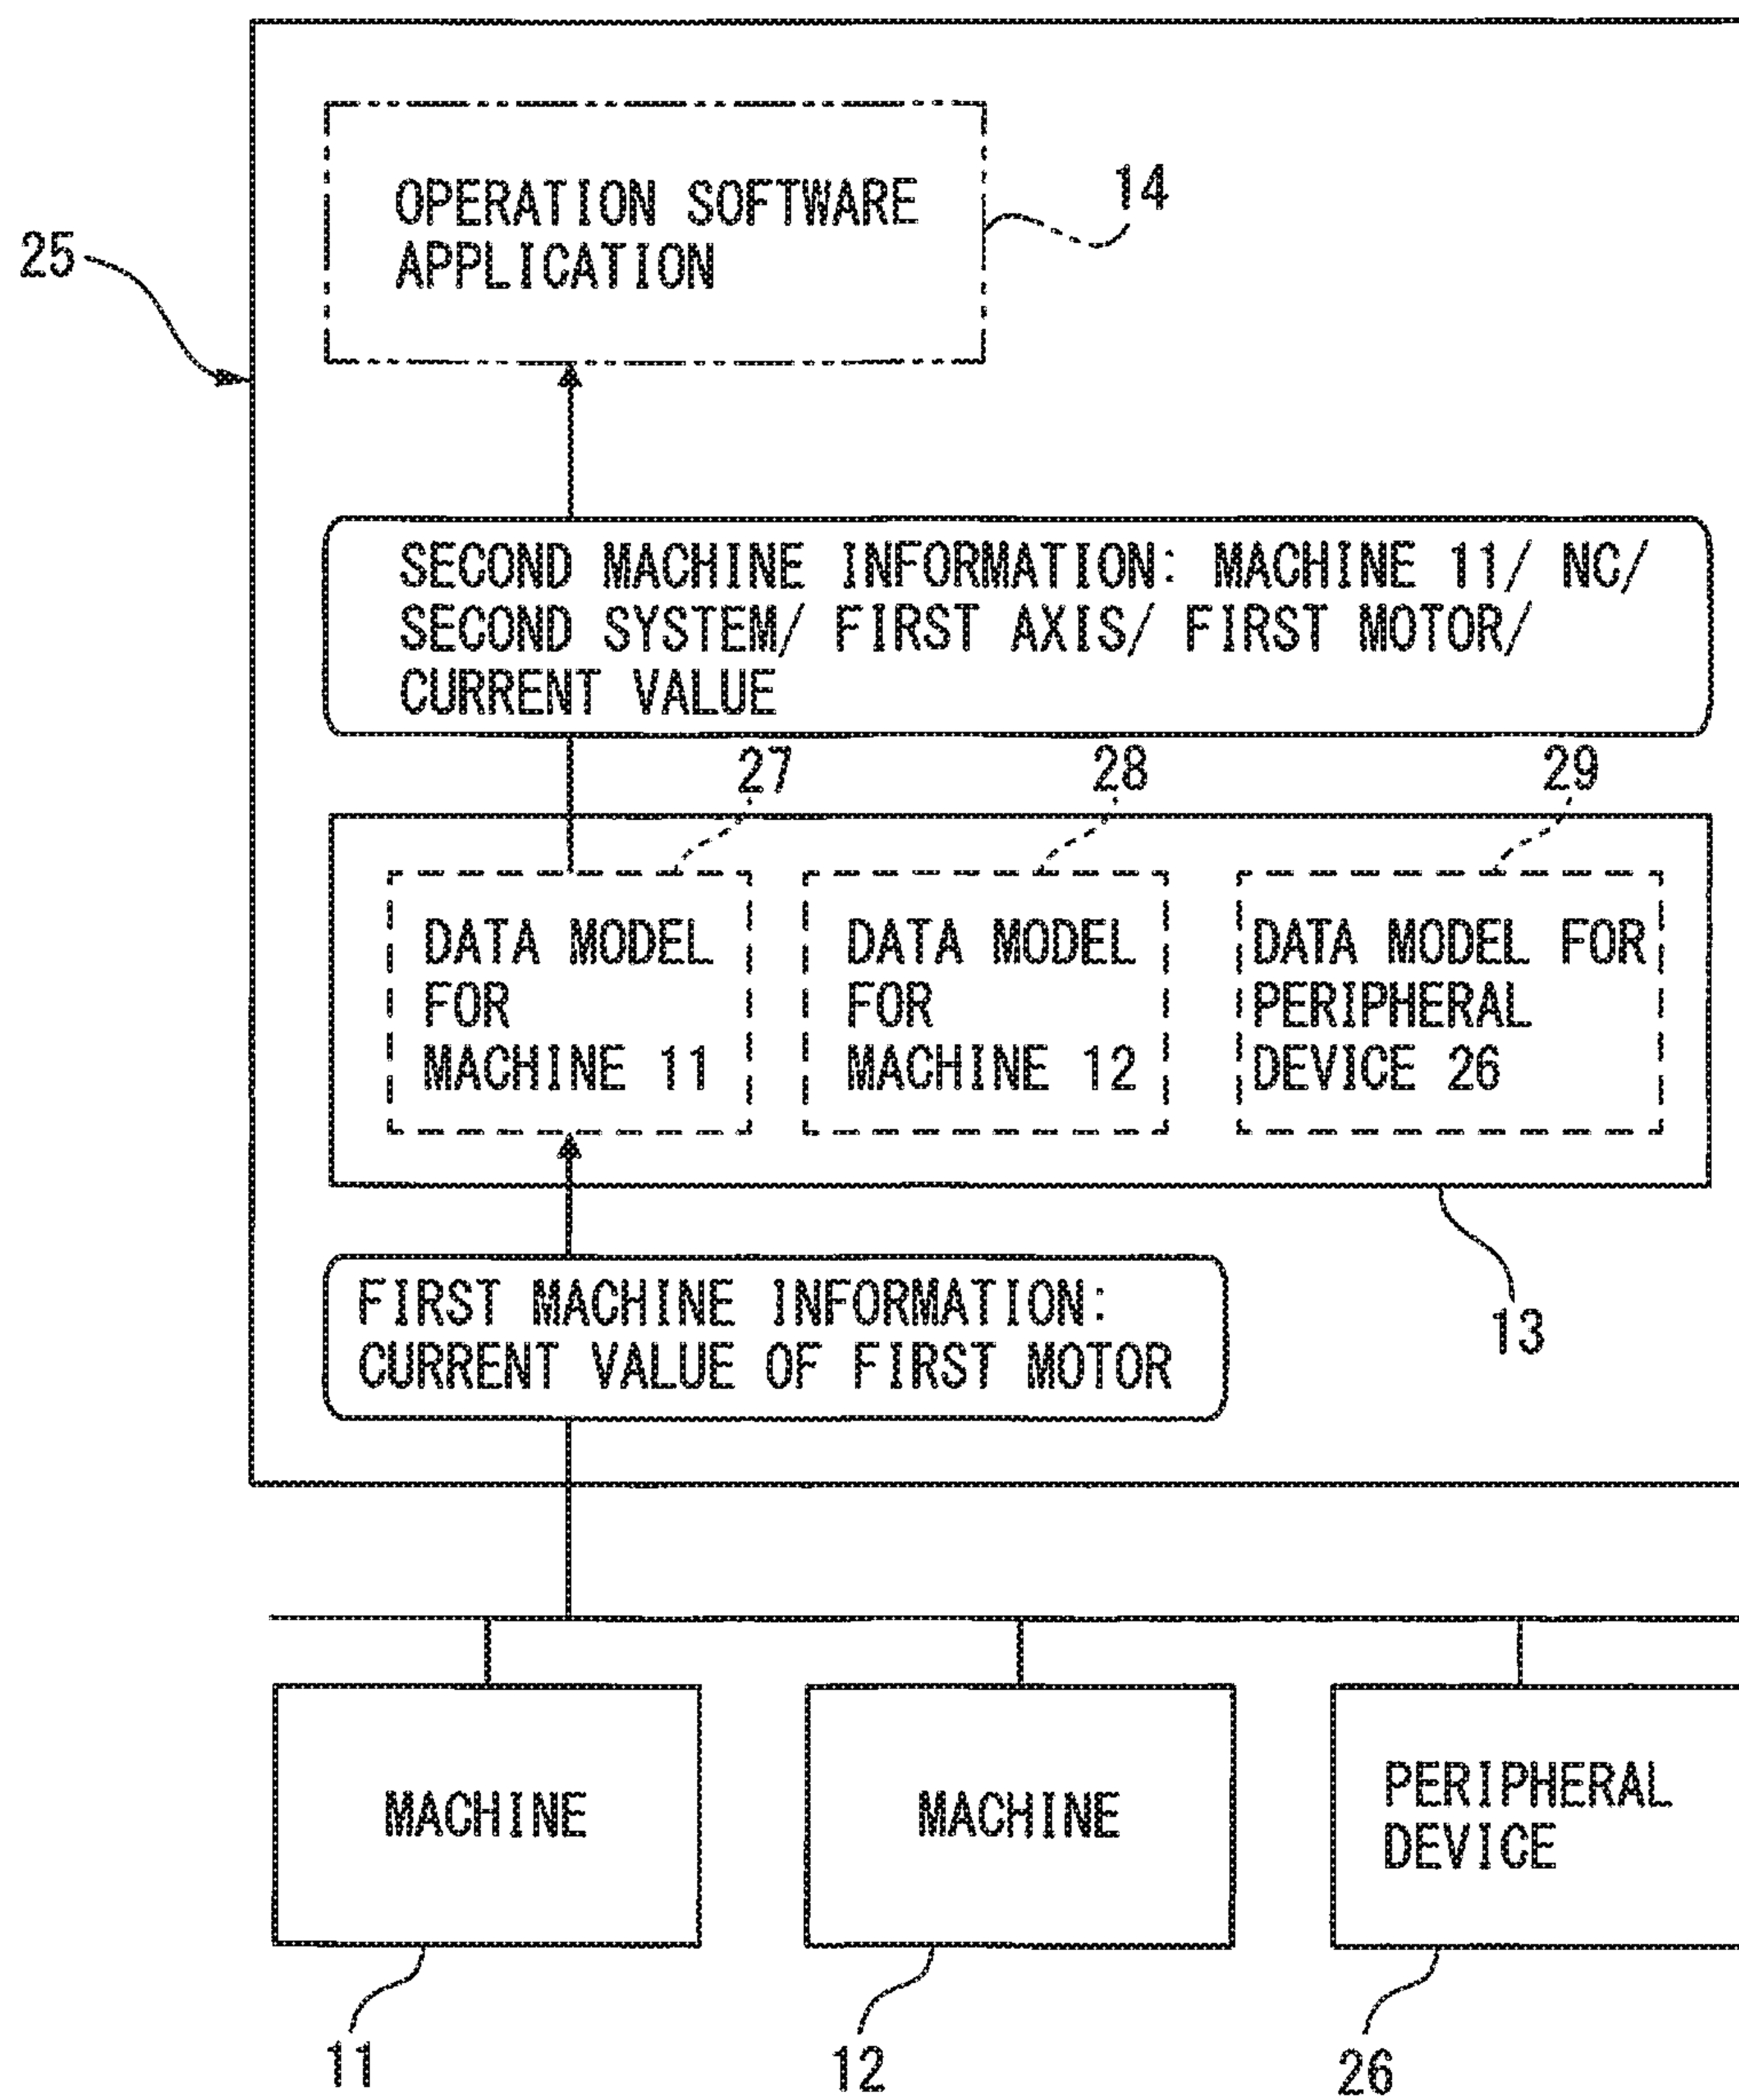 OPERATION SOFTWARE
APPLICATION
14
25
SECOND MACHINE INFORMATION: MACHINE 11/ NC/
SECOND SYSTEM/ FIRST AXIS/ FIRST MOTOR/
CURRENT VALUE
27
28
29
DATA MODEL
FOR
MACHINE 11
DATA MODEL
FOR
MACHINE 12
DATA MODEL FOR
PERIPHERAL
DEVICE 26
13
FIRST MACHINE INFORMATION:
CURRENT VALUE OF FIRST MOTOR
MACHINE
MACHINE
PERIPHERAL
DEVICE
11
12
26